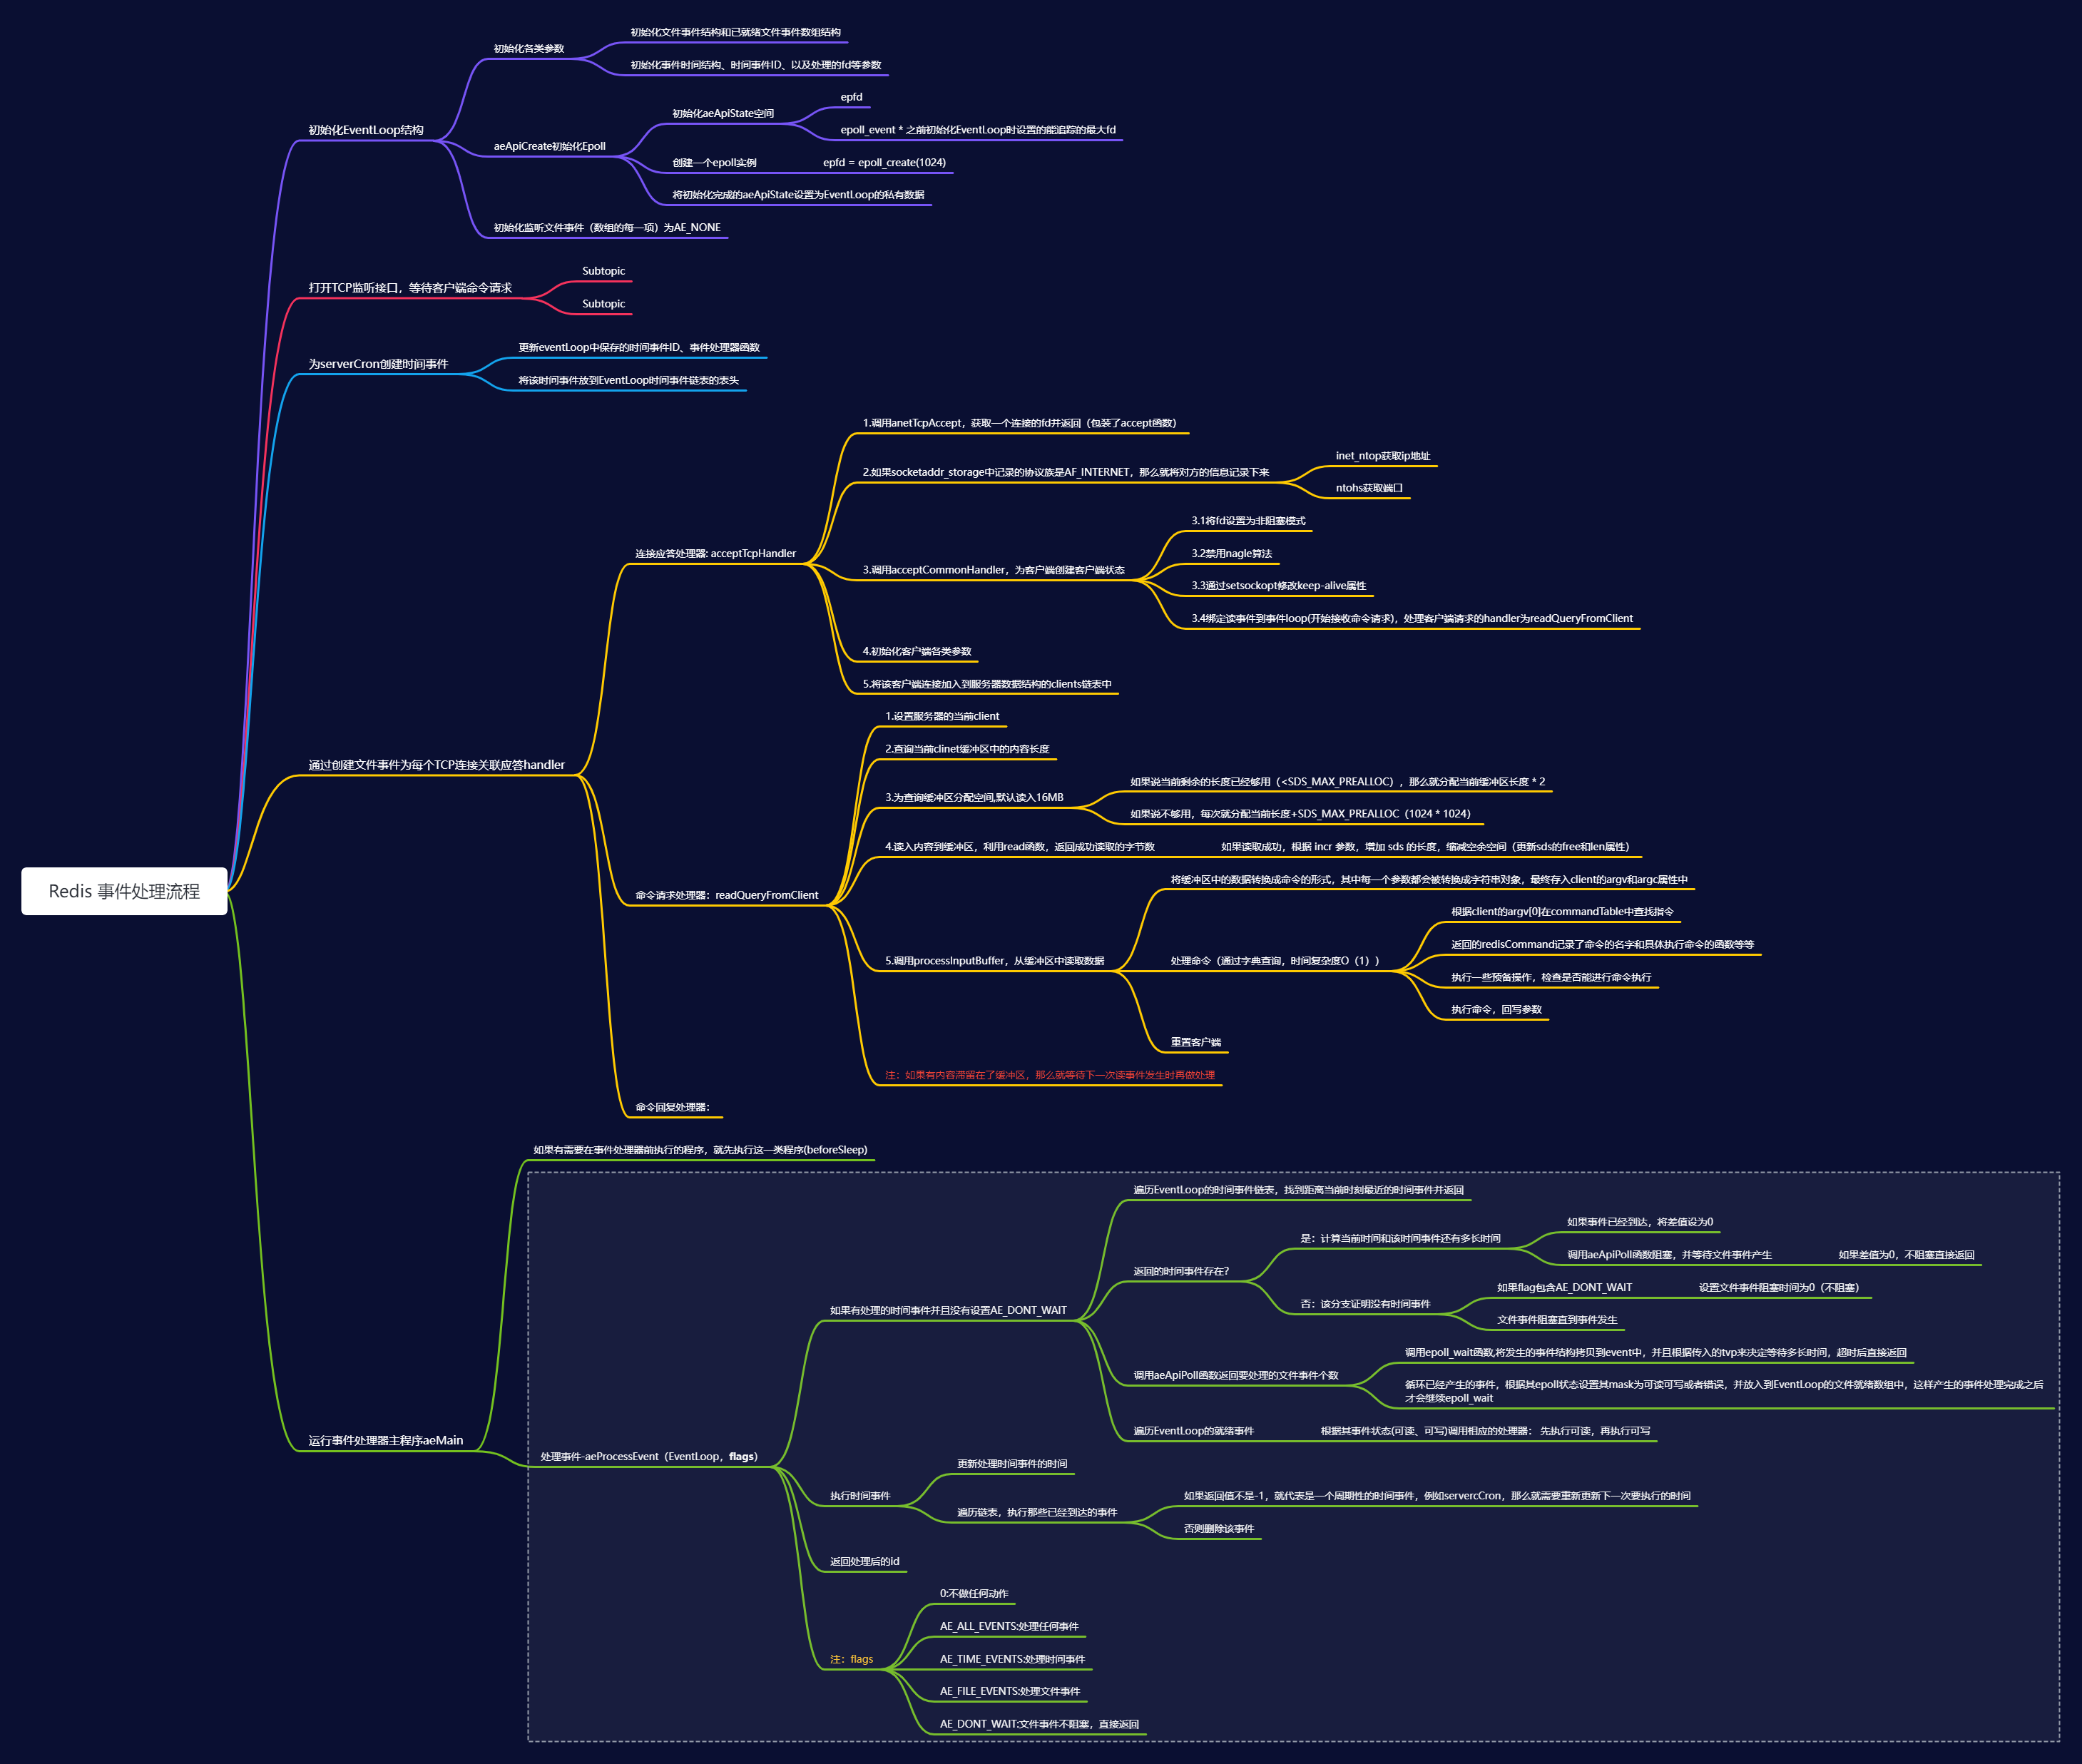 初始化文件事件结构和已就绪文件事件数组结构
初始化各类参数
初始化事件时间结构、时间事件ID、以及处理的fd等参数
epfd
初始化aeApiState空间
初始化EventLoop结构
epoll_event * 之前初始化EventLoop时设置的能追踪的最大fd
aeApiCreate初始化Epoll
创建一个epoll实例
epfd = epoll_create(1024)
将初始化完成的aeApiState设置为EventLoop的私有数据
初始化监听文件事件（数组的每一项）为AE_NONE
Subtopic
打开TCP监听接口，等待客户端命令请求
Subtopic
更新eventLoop中保存的时间事件ID、事件处理器函数
为serverCron创建时间事件
将该时间事件放到EventLoop时间事件链表的表头
1.调用anetTcpAccept，获取一个连接的fd并返回（包装了accept函数）
inet_ntop获取ip地址
2.如果socketaddr_storage中记录的协议族是AF_INTERNET，那么就将对方的信息记录下来
ntohs获取端口
3.1将fd设置为非阻塞模式
连接应答处理器: acceptTcpHandler
3.2禁用nagle算法
3.调用acceptCommonHandler，为客户端创建客户端状态
3.3通过setsockopt修改keep-alive属性
3.4绑定读事件到事件loop(开始接收命令请求)，处理客户端请求的handler为readQueryFromClient
4.初始化客户端各类参数
5.将该客户端连接加入到服务器数据结构的clients链表中
1.设置服务器的当前client
2.查询当前clinet缓冲区中的内容长度
通过创建文件事件为每个TCP连接关联应答handler
如果说当前剩余的长度已经够用（<SDS_MAX_PREALLOC）, 那么就分配当前缓冲区长度 * 2
3.为查询缓冲区分配空间,默认读入16MB
如果说不够用，每次就分配当前长度+SDS_MAX_PREALLOC（1024 * 1024）
4.读入内容到缓冲区，利用read函数，返回成功读取的字节数
如果读取成功，根据 incr 参数，增加 sds 的长度，缩减空余空间（更新sds的free和len属性）
将缓冲区中的数据转换成命令的形式，其中每一个参数都会被转换成字符串对象，最终存入client的argv和argc属性中
Redis 事件处理流程
命令请求处理器：readQueryFromClient
根据client的argv[0]在commandTable中查找指令
返回的redisCommand记录了命令的名字和具体执行命令的函数等等
5.调用processInputBuffer，从缓冲区中读取数据
处理命令（通过字典查询，时间复杂度O（1））
执行一些预备操作，检查是否能进行命令执行
执行命令，回写参数
重置客户端
注：如果有内容滞留在了缓冲区，那么就等待下一次读事件发生时再做处理
命令回复处理器：
如果有需要在事件处理器前执行的程序，就先执行这一类程序(beforeSleep)
遍历EventLoop的时间事件链表，找到距离当前时刻最近的时间事件并返回
如果事件已经到达，将差值设为0
是：计算当前时间和该时间事件还有多长时间
调用aeApiPoll函数阻塞，并等待文件事件产生
如果差值为0，不阻塞直接返回
返回的时间事件存在？
如果flag包含AE_DONT_WAIT
设置文件事件阻塞时间为0（不阻塞）
否：该分支证明没有时间事件
如果有处理的时间事件并且没有设置AE_DONT_WAIT
文件事件阻塞直到事件发生
调用epoll_wait函数,将发生的事件结构拷贝到event中，并且根据传入的tvp来决定等待多长时间，超时后直接返回
调用aeApiPoll函数返回要处理的文件事件个数
循环已经产生的事件，根据其epoll状态设置其mask为可读可写或者错误，并放入到EventLoop的文件就绪数组中，这样产生的事件处理完成之后
才会继续epoll_wait
遍历EventLoop的就绪事件
根据其事件状态(可读、可写)调用相应的处理器： 先执行可读，再执行可写
运行事件处理器主程序aeMain
处理事件-aeProcessEvent（EventLoop，flags）
更新处理时间事件的时间
执行时间事件
如果返回值不是-1，就代表是一个周期性的时间事件，例如servercCron，那么就需要重新更新下一次要执行的时间
遍历链表，执行那些已经到达的事件
否则删除该事件
返回处理后的id
0:不做任何动作
AE_ALL_EVENTS:处理任何事件
注：flags
AE_TIME_EVENTS:处理时间事件
AE_FILE_EVENTS:处理文件事件
AE_DONT_WAIT:文件事件不阻塞，直接返回